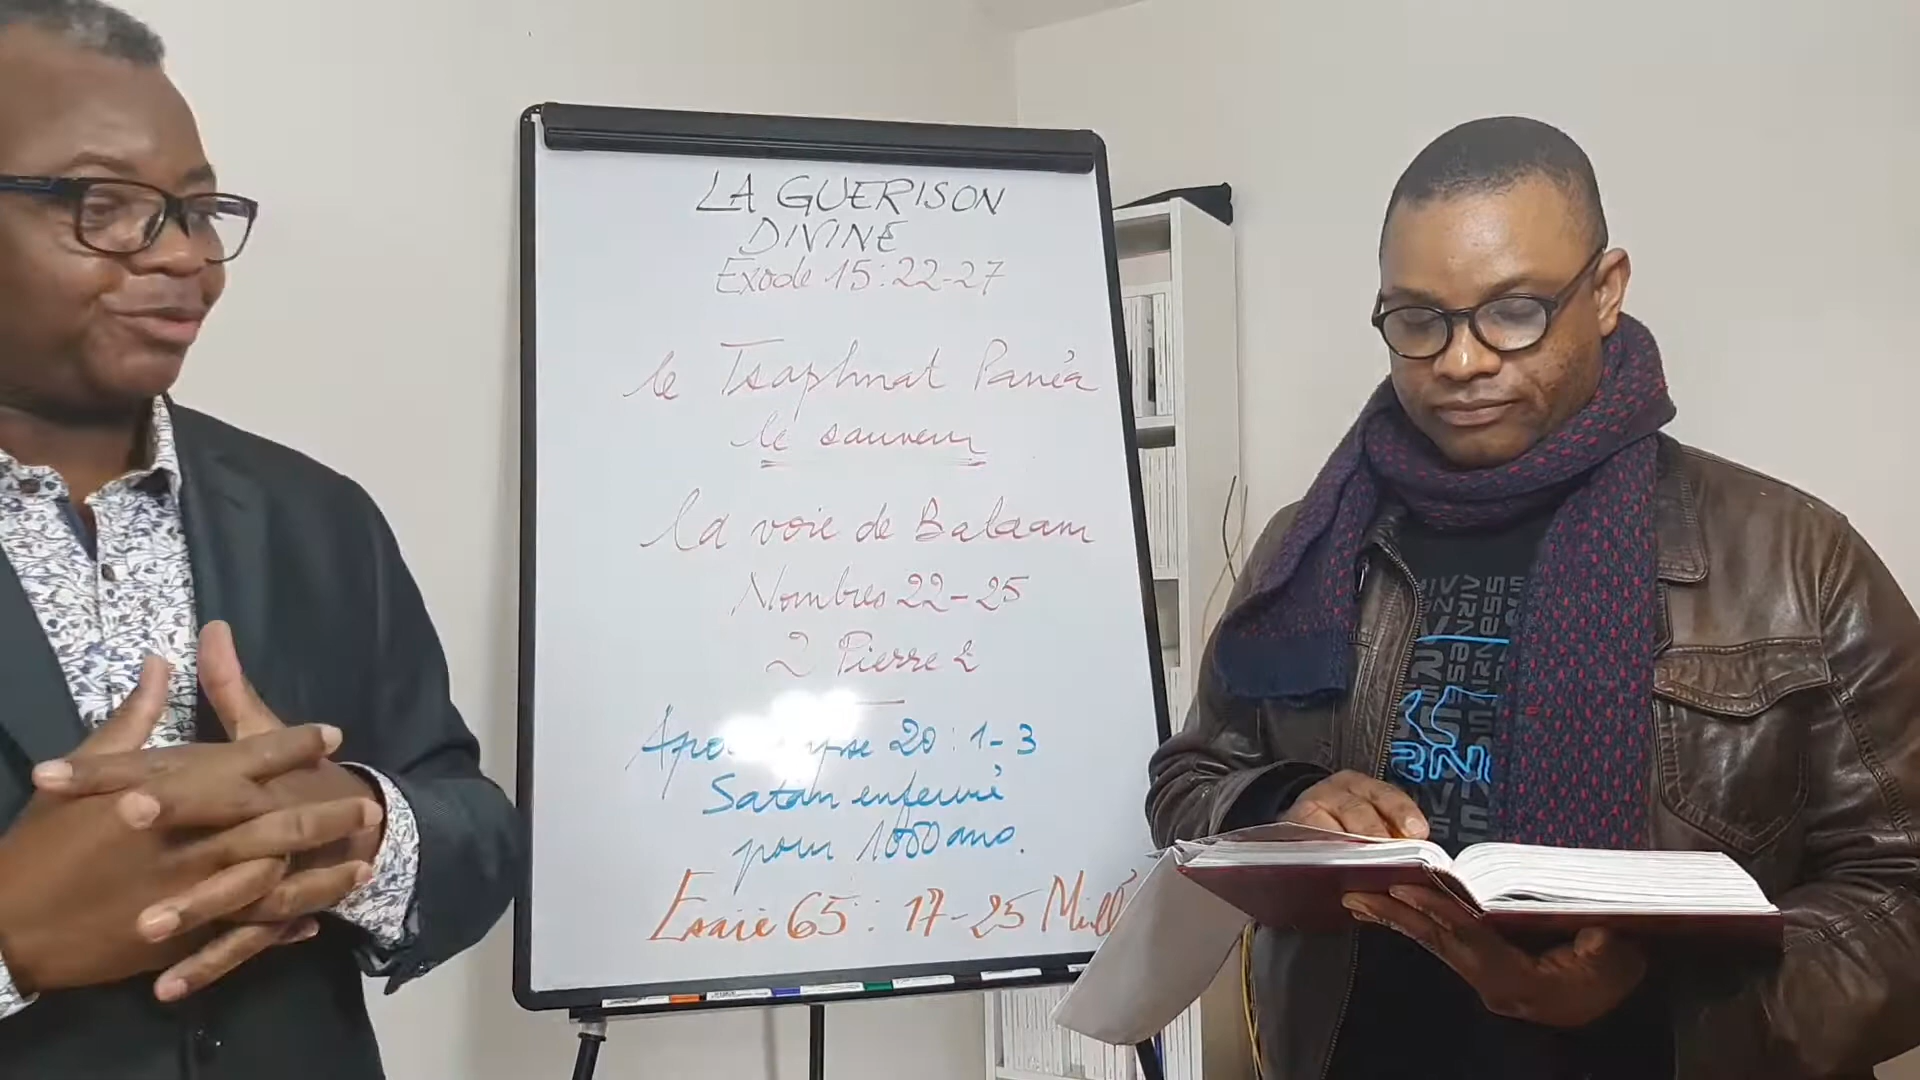 LA GUERISON
DIVINE
Exode 15:22-27
le Tsaphnat Panéa
le sauveur
la voie de Balaam
Nombres 22-25
2 Pierre 2
20:1-3
Satan enfermé
pour 1000 ans.
Esaïe 65:17-25